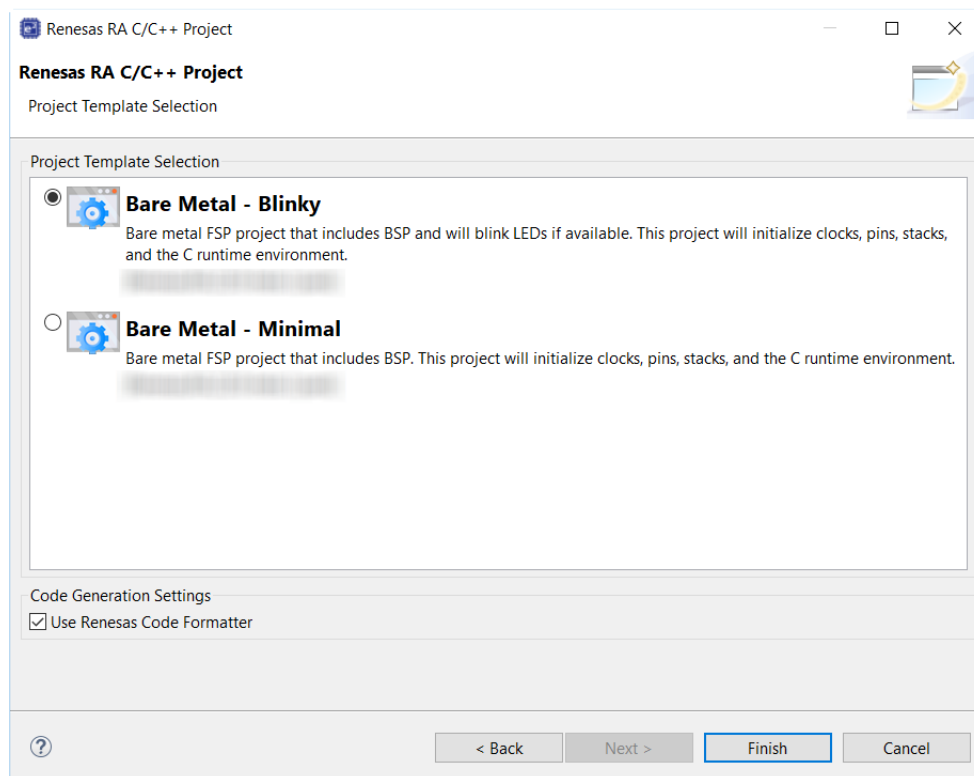 Renesas RA C/C++ Project
Renesas RA C/C++ Project
Project Template Selection
Project Template Selection
Bare Metal - Blinky
Bare metal FSP project that includes BSP and will blink LEDs if available. This project will initialize clocks, pins, stacks,
and the C runtime environment.
Bare Metal - Minimal
Bare metal FSP project that includes BSP. This project will initialize clocks, pins, stacks, and the C runtime environment.
Code Generation Settings
Use Renesas Code Formatter
? < Back Next > Finish Cancel